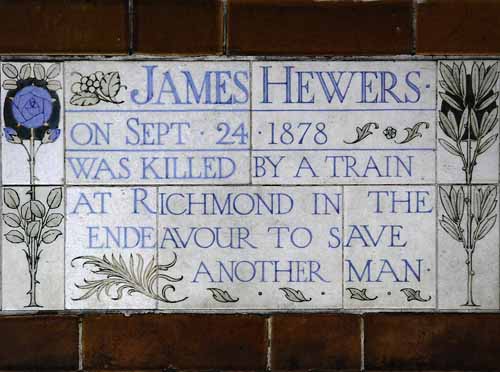 JAMES HEWERS ·
ON SEPT · 24 · 1878
WAS KILLED BY A TRAIN
AT RICHMOND IN THE
ENDEAVOUR TO SAVE
ANOTHER MAN ·